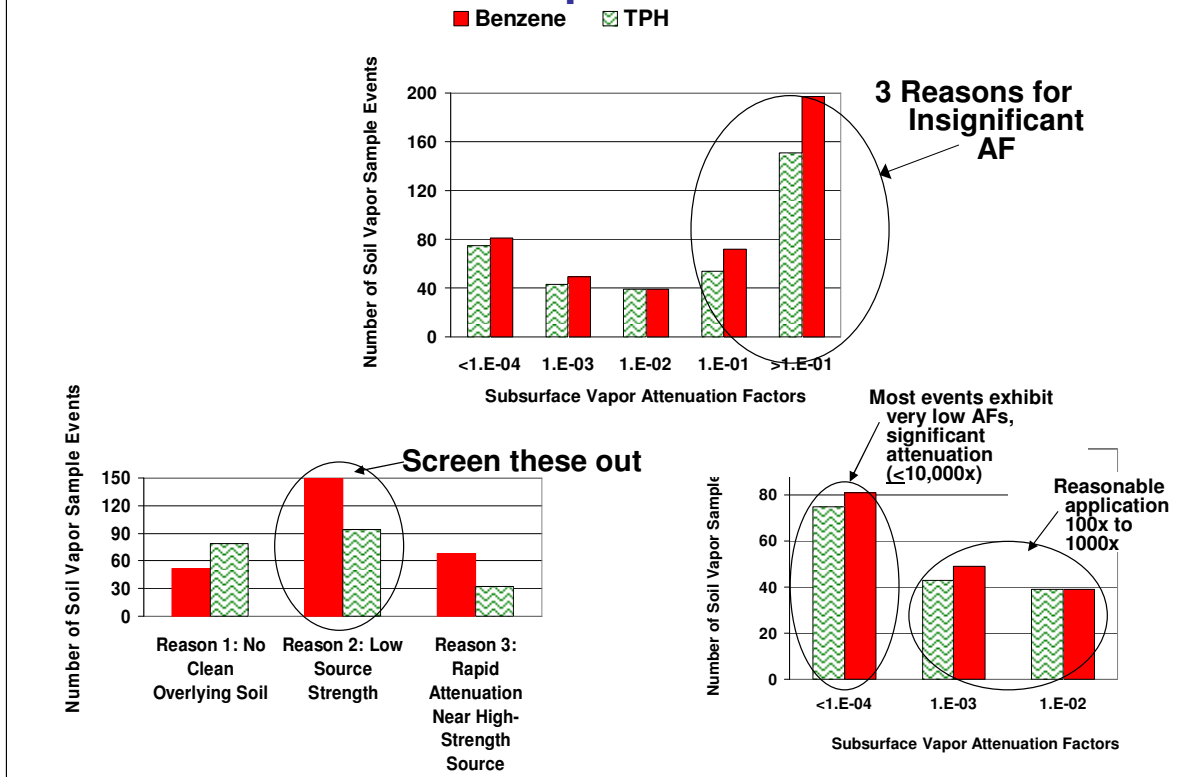 Benzene TPH
Number of Soil Vapor Sample Events
200
160
120
80
40
0
<1.E-04 1.E-03 1.E-02 1.E-01 >1.E-01
Subsurface Vapor Attenuation Factors
3 Reasons for
Insignificant
AF
Number of Soil Vapor Sample Events
150
120
90
60
30
0
Reason 1: No
Clean
Overlying Soil
Reason 2: Low
Source
Strength
Reason 3:
Rapid
Attenuation
Near High-
Strength
Source
Screen these out
Most events exhibit
very low AFs,
significant
attenuation
(<10,000x)
Reasonable
application
100x to
1000x
Number of Soil Vapor Sample
80
60
40
20
0
<1.E-04 1.E-03 1.E-02
Subsurface Vapor Attenuation Factors